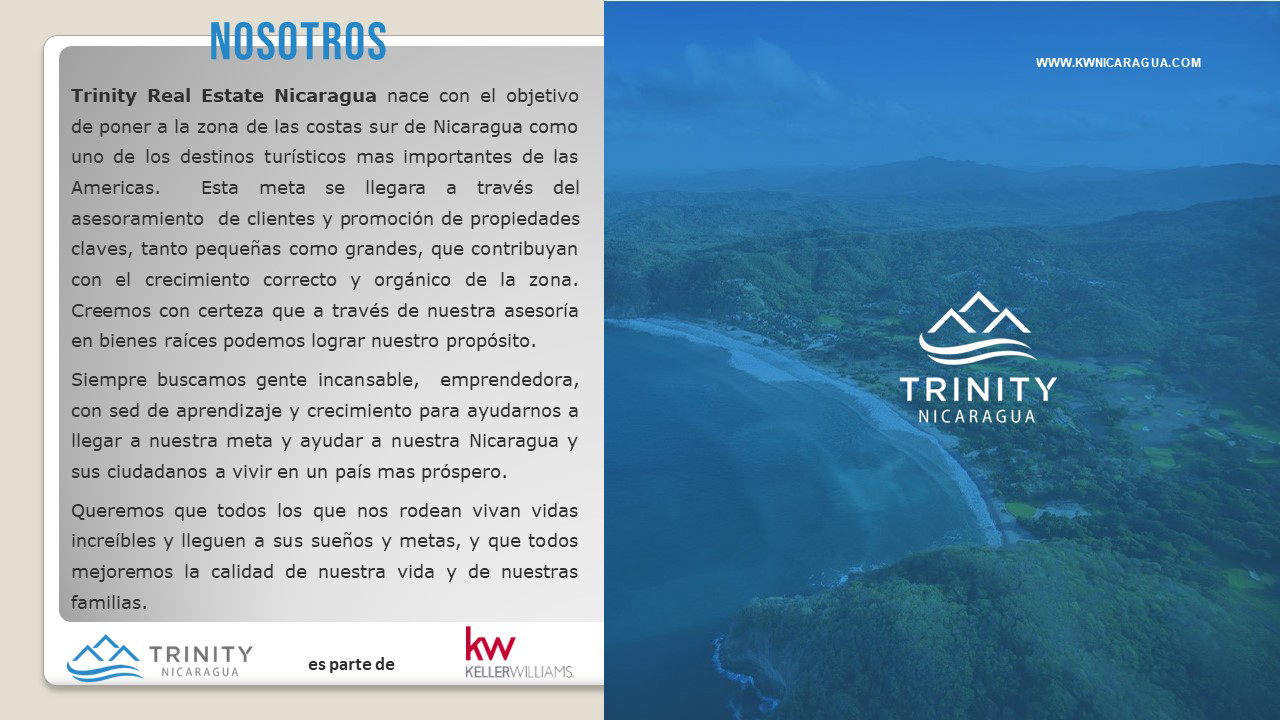 NOSOTROS
Trinity Real Estate Nicaragua nace con el objetivo
de poner a la zona de las costas sur de Nicaragua como
uno de los destinos turísticos mas importantes de las
Americas. Esta meta se llegara a través del
asesoramiento de clientes y promoción de propiedades
claves, tanto pequeñas como grandes, que contribuyan
con el crecimiento correcto y orgánico de la zona.
Creemos con certeza que a través de nuestra asesoría
en bienes raíces podemos lograr nuestro propósito.
Siempre buscamos gente incansable, emprendedora,
con sed de aprendizaje y crecimiento para ayudarnos a
llegar a nuestra meta y ayudar a nuestra Nicaragua y
sus ciudadanos a vivir en un país mas próspero.
Queremos que todos los que nos rodean vivan vidas
increíbles y lleguen a sus sueños y metas, y que todos
mejoremos la calidad de nuestra vida y de nuestras
familias.
TRINITY
NICARAGUA
es parte de
kw
KELLERWILLIAMS.
WWW.KWNICARAGUA.COM
TRINITY
NICARAGUA